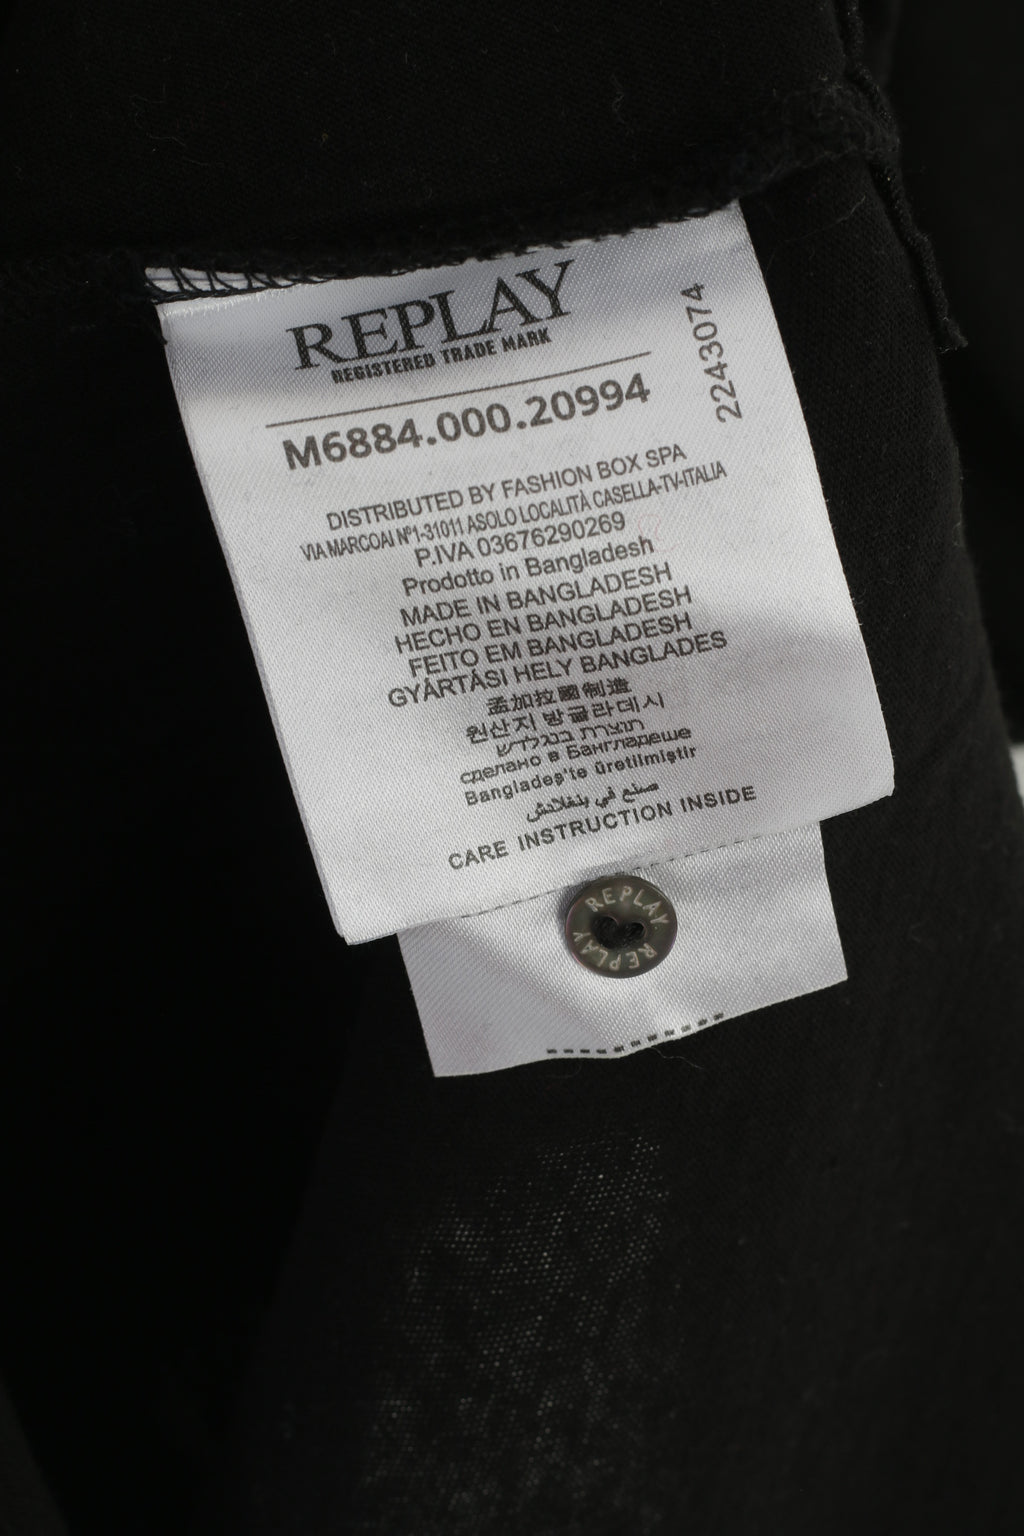 REPLAY
REGISTERED TRADE MARK
2243074
M6884.000.20994
DISTRIBUTED BY FASHION BOX SPA
VIA MARCOAI Nº1-31011 ASOLO LOCALITÀ CASELLA-TV-ITALIA
P.IVA 03676290269
Prodotto in Bangladesh
MADE IN BANGLADESH
HECHO EN BANGLADESH
FEITO EM BANGLADESH
GYÁRTÁSI HELY BANGLADES
孟加拉國制造
원산지 방글라데시
תוצרת בנגלדש
сделано в Бангладеше
Bangladeş'te üretilmiştir
صنع في بنغلادش
CARE INSTRUCTION INSIDE
REPLAY
REPLAY